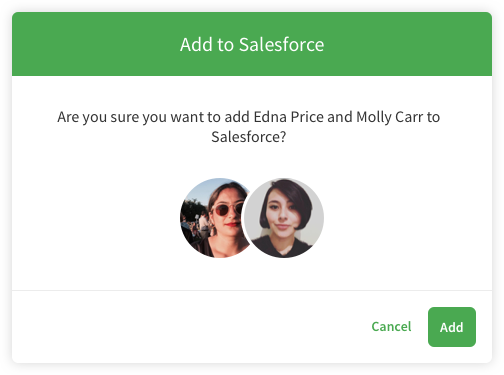 Add to Salesforce
Are you sure you want to add Edna Price and Molly Carr to
Salesforce?
Cancel
Add